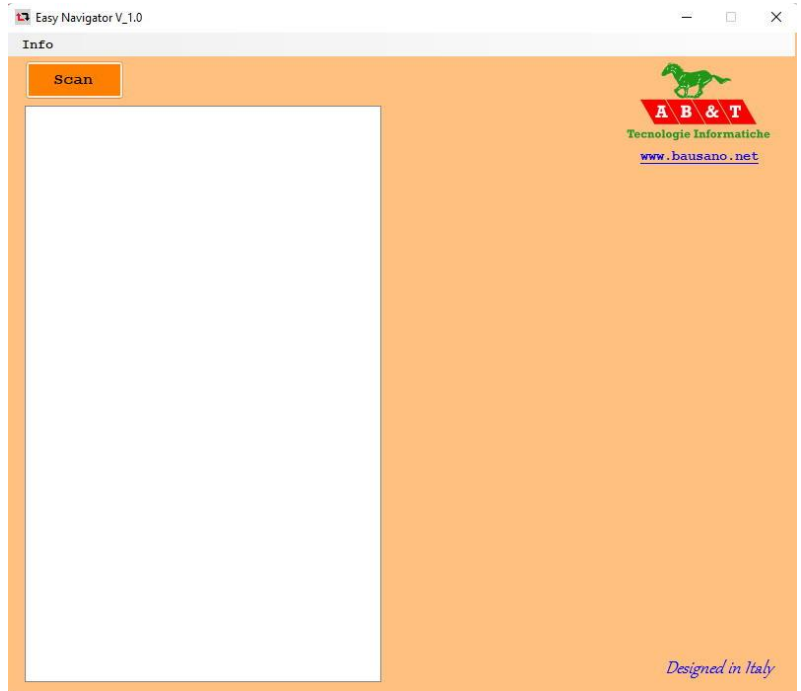 Easy Navigator V_1.0
Info
Scan
A B & T
Tecnologie Informatiche
www.bausano.net
Designed in Italy